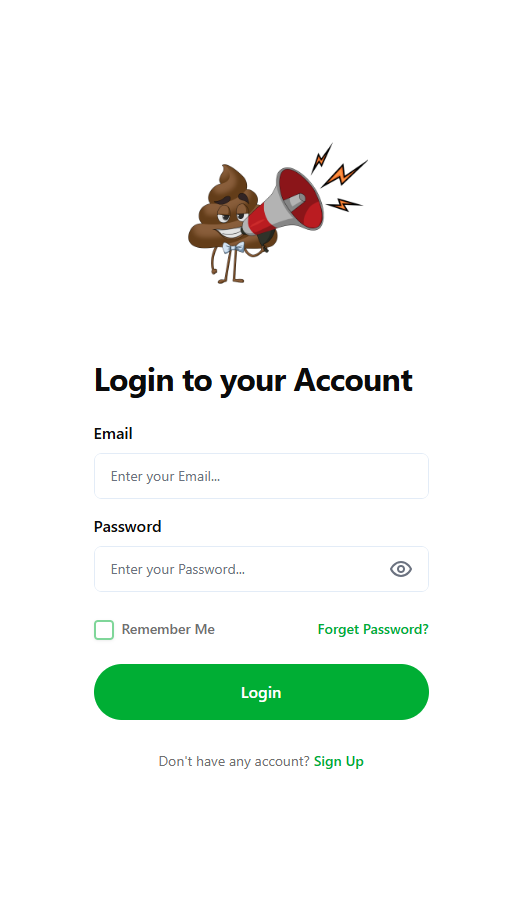 Login to your Account
Email
Enter your Email...
Password
Enter your Password...
Remember Me Forget Password?
Login
Don't have any account? Sign Up